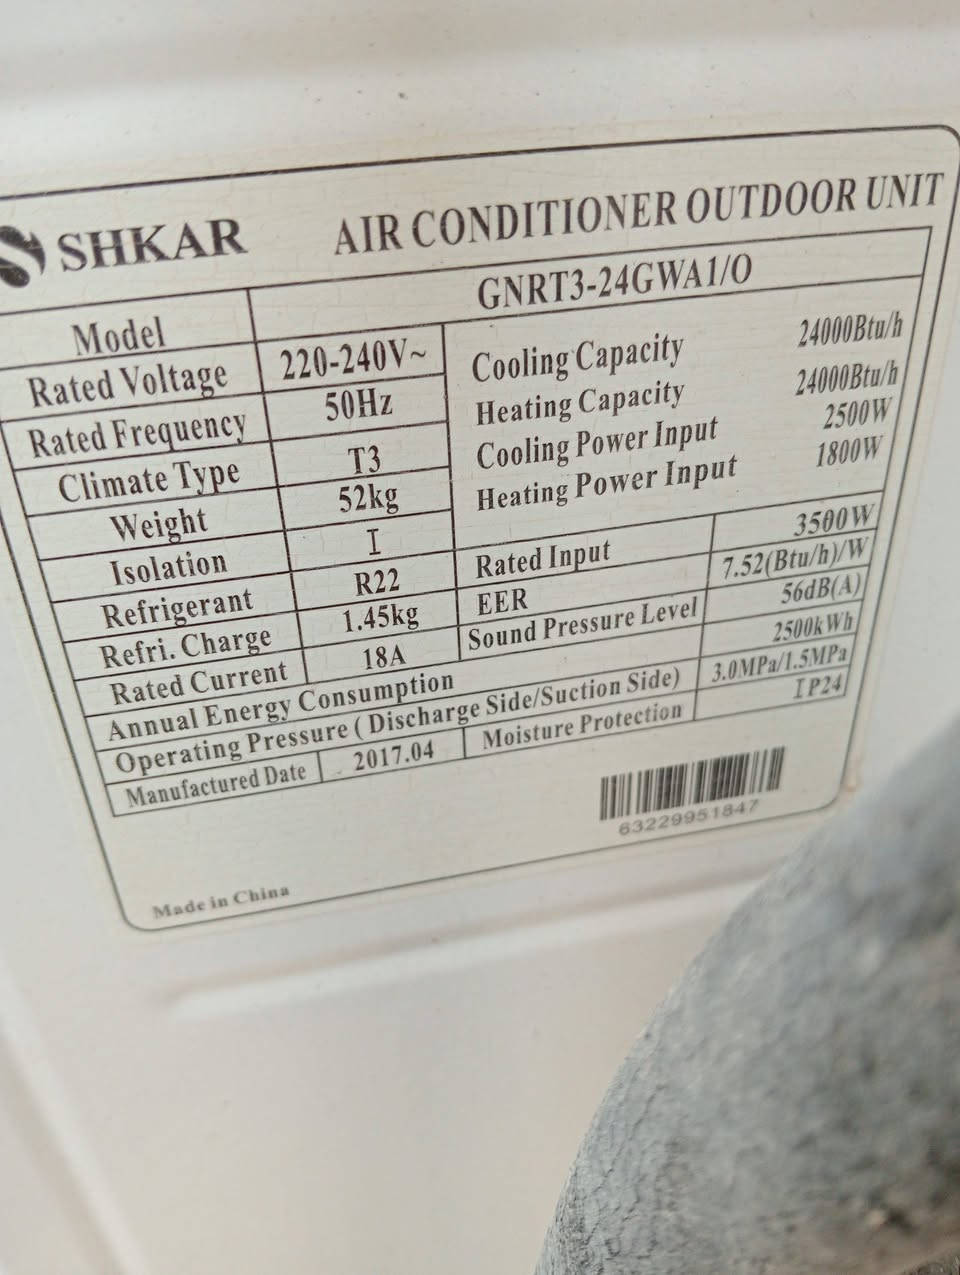 SHKAR AIR CONDITIONER OUTDOOR UNIT
Model GNRT3-24GWA1/O
Rated Voltage 220-240V~
Rated Frequency 50Hz
Climate Type T3
Weight 52kg
Isolation I
Refrigerant R22
Refri. Charge 1.45kg
Rated Current 18A
Cooling Capacity 24000Btu/h
Heating Capacity 24000Btu/h
Cooling Power Input 2500W
Heating Power Input 1800W
Rated Input 3500W
EER 7.52(Btu/h)/W
Sound Pressure Level 56dB(A)
Annual Energy Consumption 2500kWh
Operating Pressure ( Discharge Side/Suction Side) 3.0MPa/1.5MPa
Manufactured Date 2017.04 Moisture Protection IP24
63229951847
Made in China